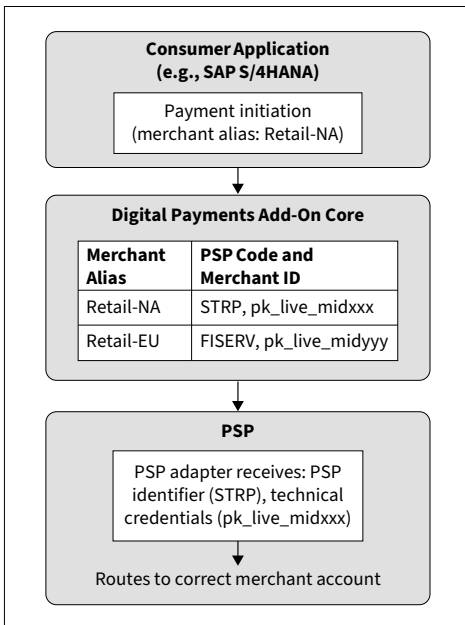 Consumer Application
(e.g., SAP S/4HANA)
Payment initiation
(merchant alias: Retail-NA)
Digital Payments Add-On Core
Merchant Alias PSP Code and Merchant ID
Retail-NA STRP, pk_live_midxxx
Retail-EU FISERV, pk_live_midyyy
PSP
PSP adapter receives: PSP
identifier (STRP), technical
credentials (pk_live_midxxx)
Routes to correct merchant account